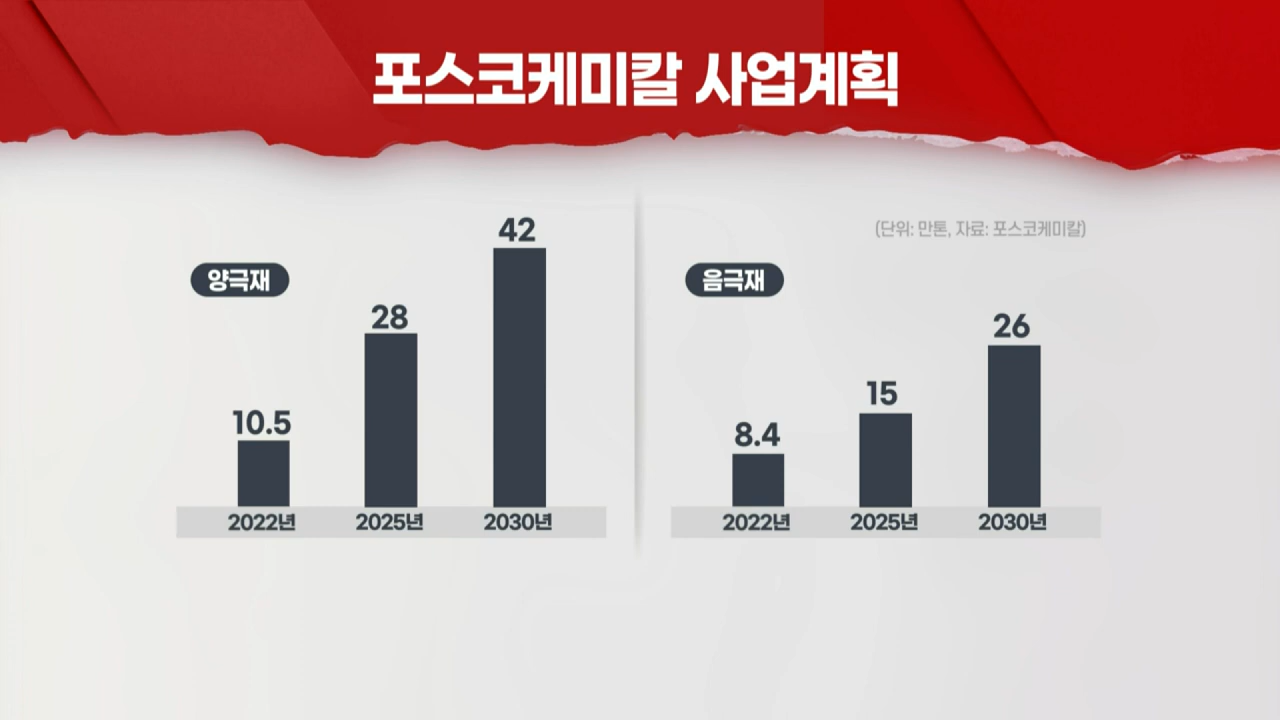 포스코케미칼 사업계획
(단위: 만톤, 자료: 포스코케미칼)
양극재
10.5
28
42
2022년
2025년
2030년
음극재
8.4
15
26
2022년
2025년
2030년